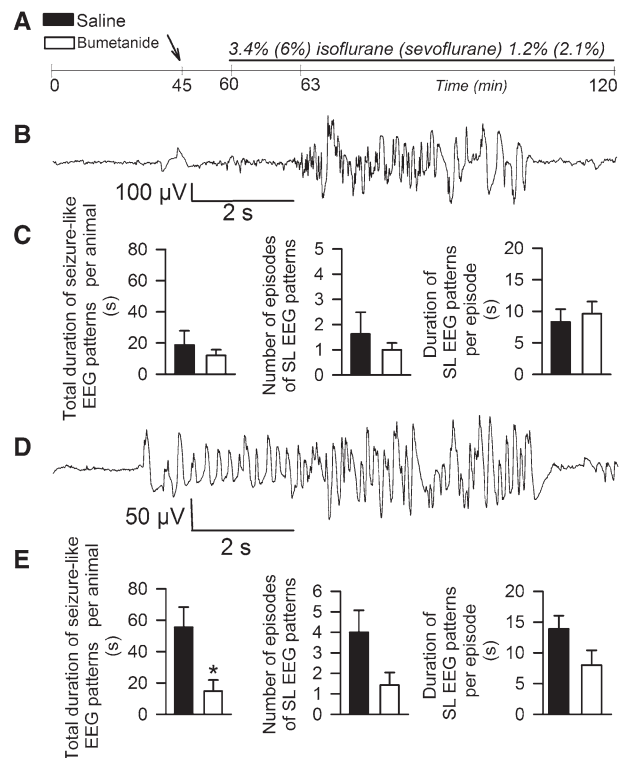 A
Saline
Bumetanide
3.4% (6%) isoflurane (sevoflurane) 1.2% (2.1%)
0 45 60 63 Time (min) 120
B
100 µV
2 s
C
Total duration of seizure-like
EEG patterns per animal
(s)
80
60
40
20
0
Number of episodes
of SL EEG patterns
5
4
3
2
1
0
Duration of
SL EEG patterns
per episode
(s)
20
15
10
5
0
D
50 µV
2 s
E
Total duration of seizure-like
EEG patterns per animal
(s)
80
60
40
20
0
*
Number of episodes
of SL EEG patterns
6
5
4
3
2
1
0
Duration of
SL EEG patterns
per episode
(s)
20
15
10
5
0